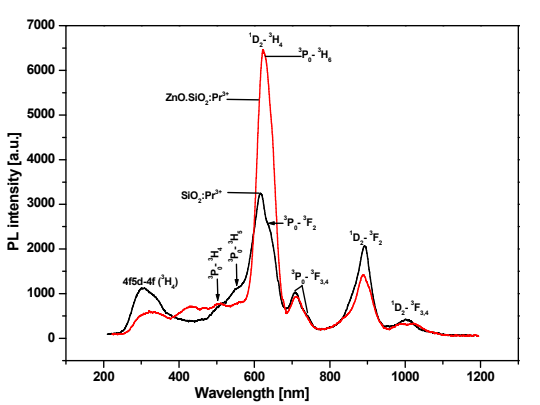 7000
6000
5000
4000
3000
2000
1000
0
PL intensity [a.u.]
¹D₂- ³H₄
³P₀- ³H₆
ZnO.SiO₂:Pr³⁺
SiO₂:Pr³⁺
³P₀- ³F₂
³P₀- ³H₄
³P₀- ³H₅
4f5d-4f (³H₄)
³P₀- ³F₃,₄
¹D₂- ³F₂
¹D₂- ³F₃,₄
200 400 600 800 1000 1200
Wavelength [nm]